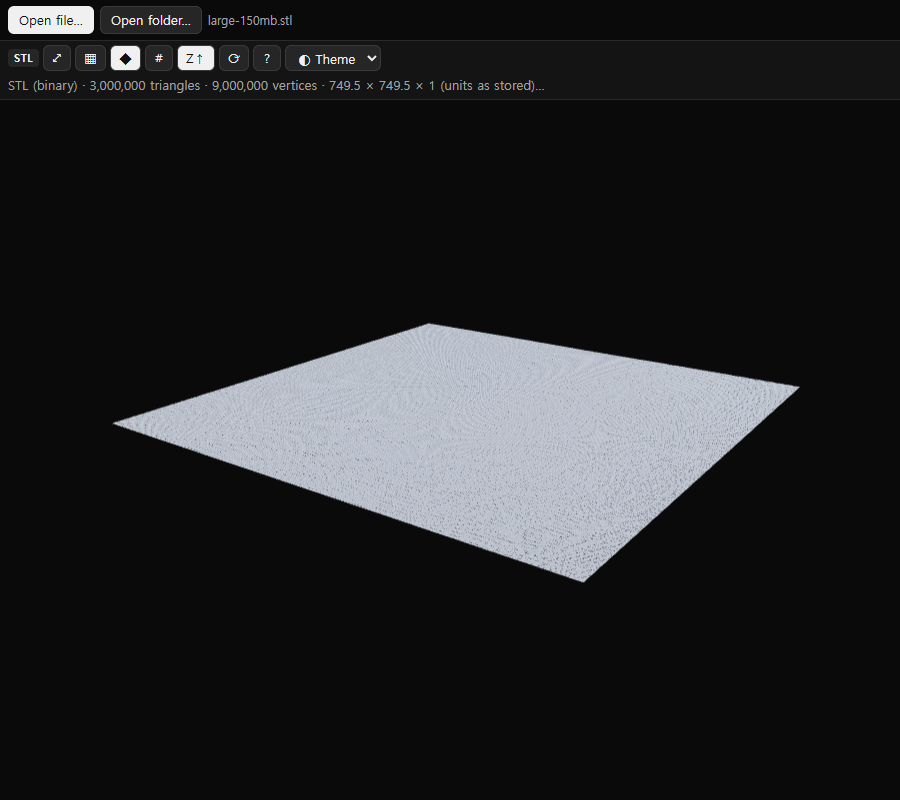 Open file... Open folder... large-150mb.stl
STL # Z↑ ? Theme
STL (binary) · 3,000,000 triangles · 9,000,000 vertices · 749.5 × 749.5 × 1 (units as stored)...